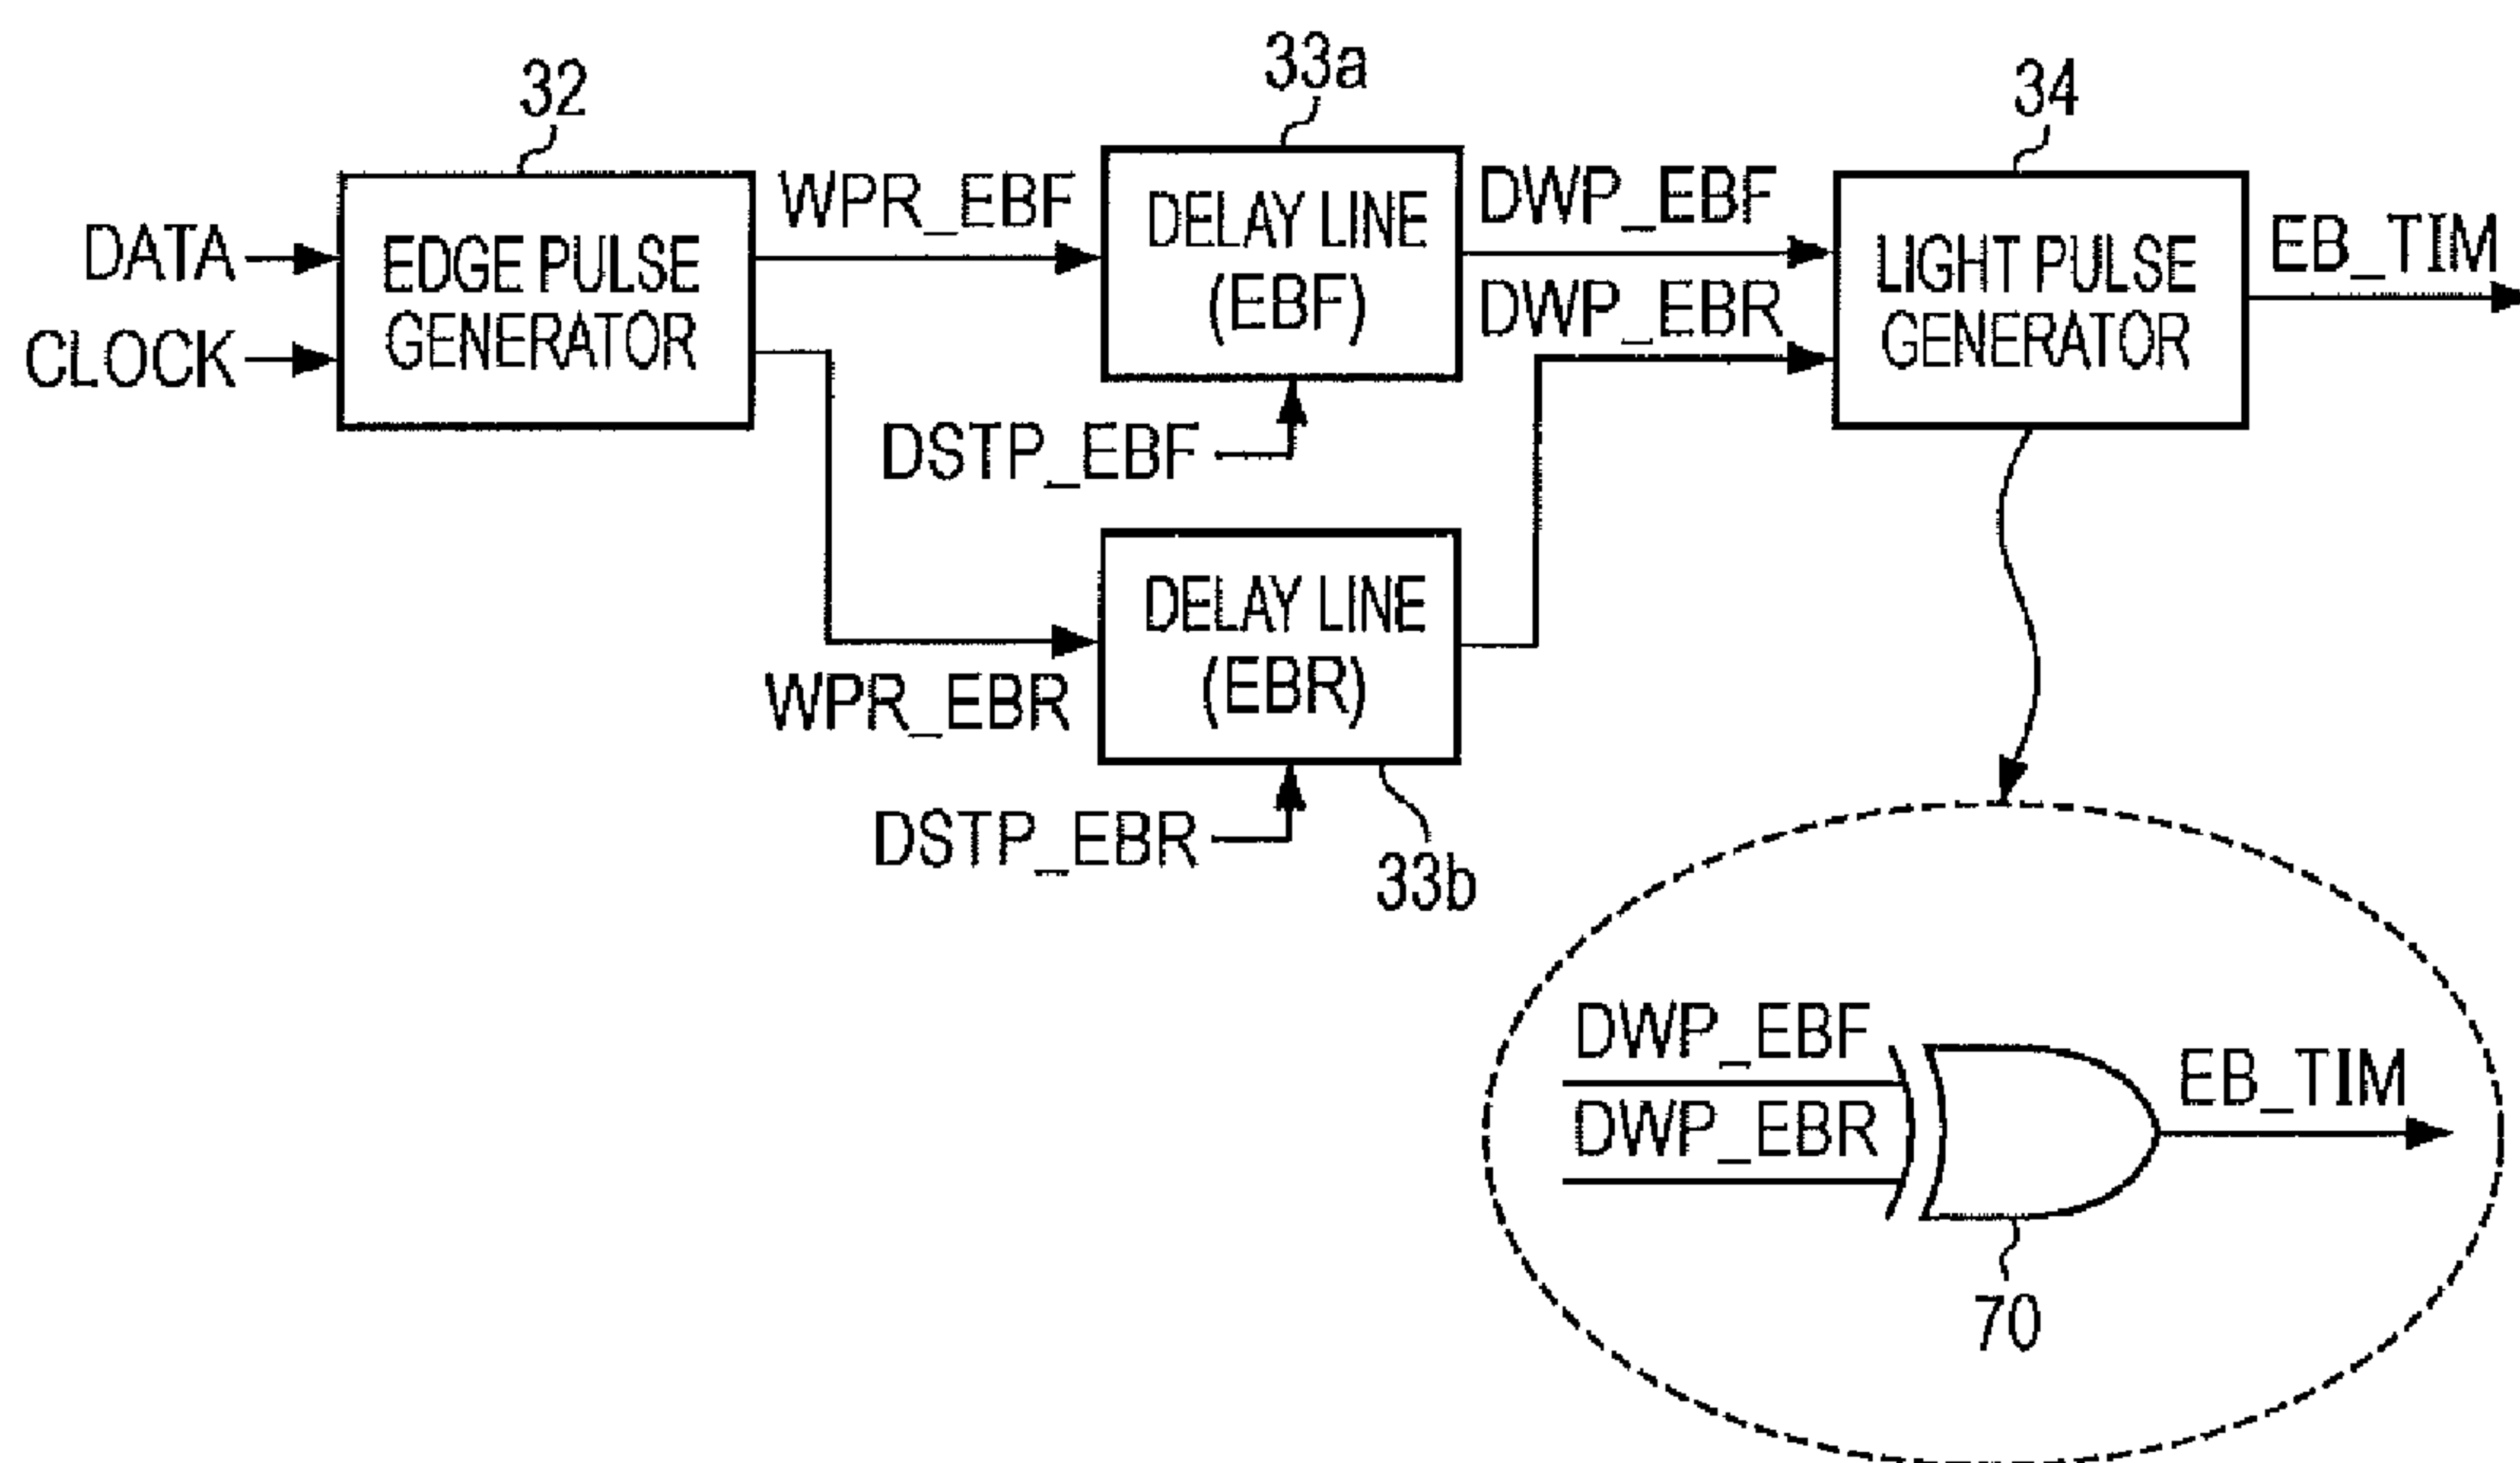 32
33a
34
DATA
CLOCK
EDGE PULSE
GENERATOR
WPR_EBF
DELAY LINE
(EBF)
DWP_EBF
DWP_EBR
LIGHT PULSE
GENERATOR
EB_TIM
DSTP_EBF
WPR_EBR
DELAY LINE
(EBR)
DSTP_EBR
33b
DWP_EBF
DWP_EBR
EB_TIM
70